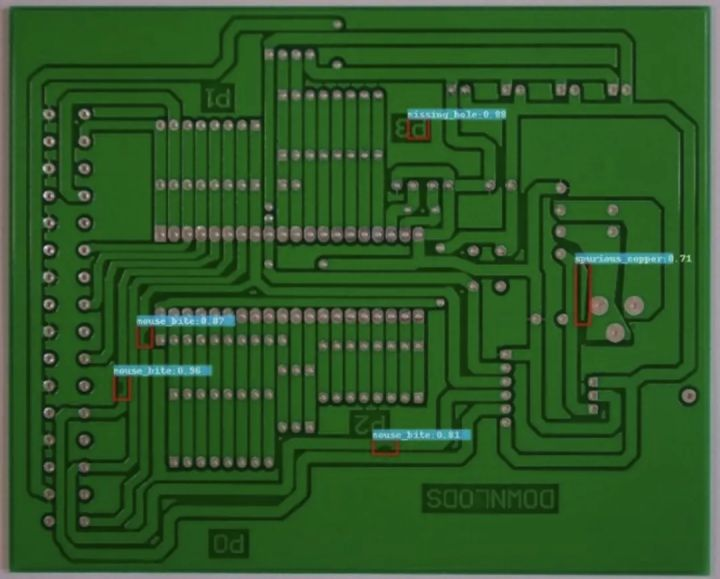 P1
missing_hole:0.88
P3
spurious_copper:0.71
mouse_bite:0.87
mouse_bite:0.96
P2
mouse_bite:0.81
DOWNLODS
P0